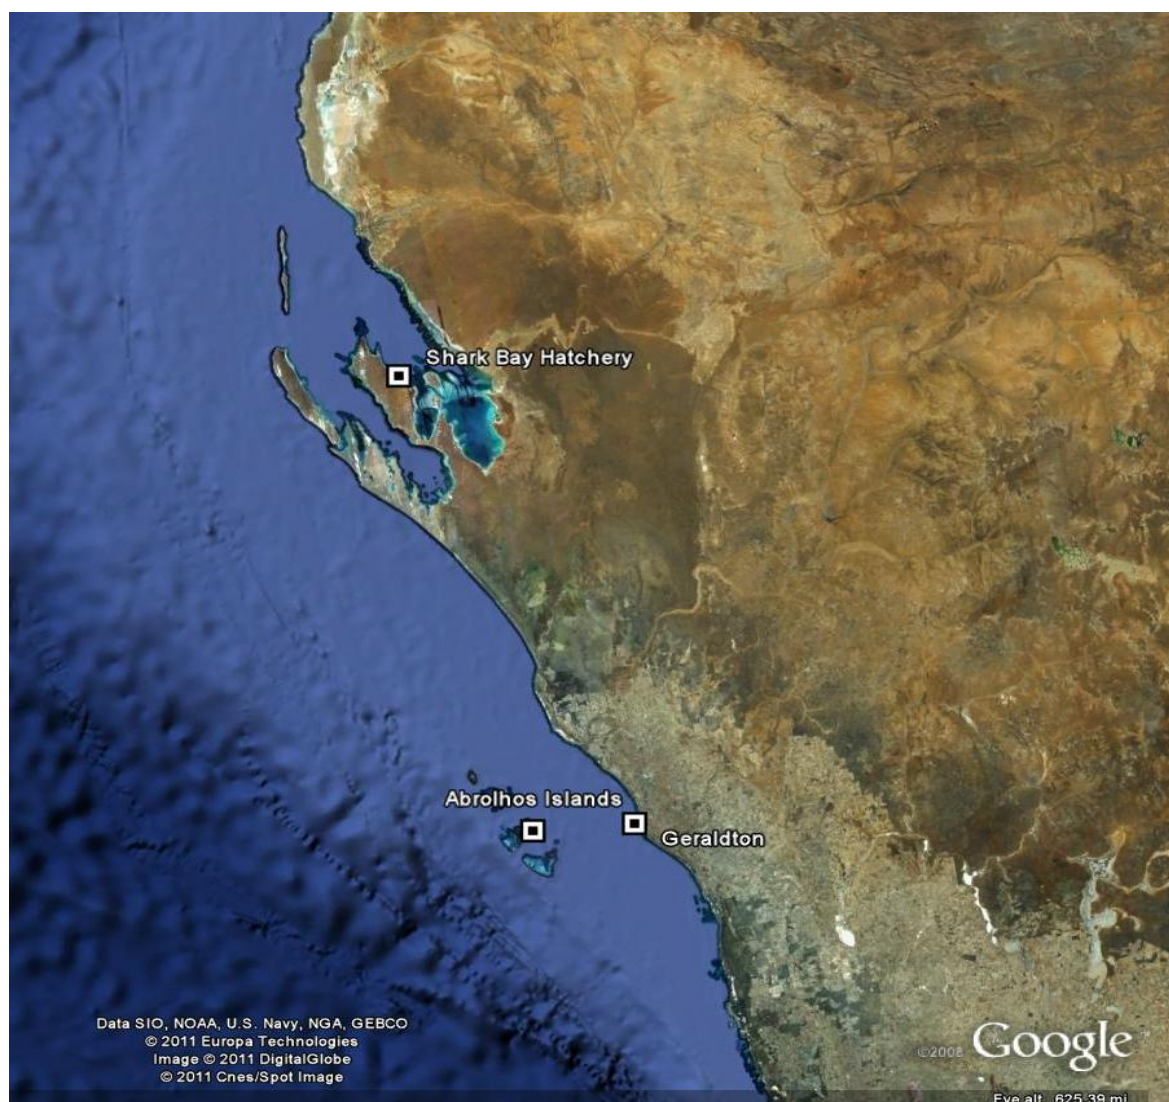 Shark Bay Hatchery
Abrolhos Islands
Geraldton
Data SIO, NOAA, U.S. Navy, NGA, GEBCO
© 2011 Europa Technologies
Image © 2011 DigitalGlobe
© 2011 Cnes/Spot Image
©2008 Google
Eye alt 625.39 mi